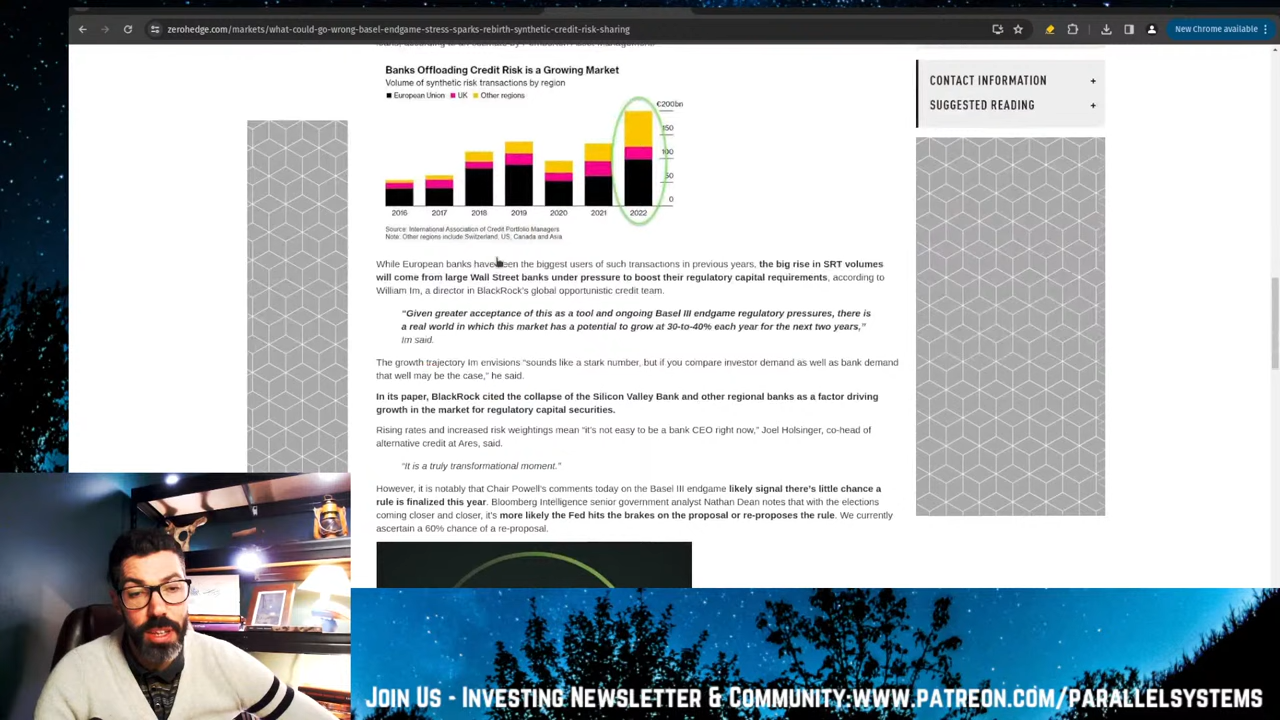 zerohedge.com/markets/what-could-go-wrong-basel-endgame-stress-sparks-rebirth-synthetic-credit-risk-sharing
New Chrome available
Banks Offloading Credit Risk is a Growing Market
Volume of synthetic risk transactions by region
European Union UK Other regions
€200bn
150
100
50
0
2016 2017 2018 2019 2020 2021 2022
Source: International Association of Credit Portfolio Managers
Note: Other regions include Switzerland, US, Canada and Asia
CONTACT INFORMATION +
SUGGESTED READING +
While European banks have been the biggest users of such transactions in previous years, the big rise in SRT volumes
will come from large Wall Street banks under pressure to boost their regulatory capital requirements, according to
William Im, a director in BlackRock's global opportunistic credit team.
“Given greater acceptance of this as a tool and ongoing Basel III endgame regulatory pressures, there is
a real world in which this market has a potential to grow at 30-to-40% each year for the next two years,”
Im said.
The growth trajectory Im envisions “sounds like a stark number, but if you compare investor demand as well as bank demand
that well may be the case,” he said.
In its paper, BlackRock cited the collapse of the Silicon Valley Bank and other regional banks as a factor driving
growth in the market for regulatory capital securities.
Rising rates and increased risk weightings mean “it's not easy to be a bank CEO right now,” Joel Holsinger, co-head of
alternative credit at Ares, said.
“It is a truly transformational moment.”
However, it is notably that Chair Powell's comments today on the Basel III endgame likely signal there's little chance a
rule is finalized this year. Bloomberg Intelligence senior government analyst Nathan Dean notes that with the elections
coming closer and closer, it's more likely the Fed hits the brakes on the proposal or re-proposes the rule. We currently
ascertain a 60% chance of a re-proposal.
Join Us - Investing Newsletter & Community:www.patreon.com/parallelsystems